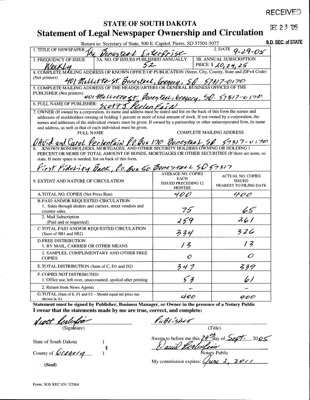 RECEIVED
DEC 23 '05
S.D. SEC. of STATE
STATE OF SOUTH DAKOTA
Statement of Legal Newspaper Ownership and Circulation
Return to: Secretary of State, 500 E. Capitol, Pierre, SD 57501-5077
1. TITLE OF NEWSPAPER The Bonesteel Enterprise
2. DATE 9-29-05
3. FREQUENCY OF ISSUE Weekly
3A. NO. OF ISSUES PUBLISHED ANNUALLY 52
3B. ANNUAL SUBSCRIPTION PRICE $ 20, 24, 25
4. COMPLETE MAILING ADDRESS OF KNOWN OFFICE OF PUBLICATION (Street, City, County, State and ZIP+4 Code)
(Not printers)
401 Mellette St Bonesteel, Gregory, SD 57317-0170
5. COMPLETE MAILING ADDRESS OF THE HEADQUARTERS OR GENERAL BUSINESS OFFICES OF THE
PUBLISHER (Not printer)
401 Mellette St Bonesteel, Gregory, SD 57317-0170
6. FULL NAME OF PUBLISHER: Scott S
7. OWNER (If owned by a corporation, its name and address must be stated and list on the back of this form the names and
addresses of stockholders owning or holding 1 percent or more of total amount of stock. If not owned by a corporation, the
names and addresses of the individual owners must be given. If owned by a partnership or other unincorporated firm, its name
and address, as well as that of each individual must be given.
FULL NAME COMPLETE MAILING ADDRESS
David and Carol P.O. Box 170 Bonesteel, SD 57317-0170
8. KNOWN BONDHOLDERS, MORTGAGES, AND OTHER SECURITY HOLDERS OWNING OR HOLDING 1
PERCENT OR MORE OF TOTAL AMOUNT OF BONDS, MORTGAGES OR OTHER SECURITIES (If there are none, so
state. If more space is needed, list on back of this form.
First Fidelity Bank, P.O. Box 60 Bonesteel SD 57317
9. EXTENT AND NATURE OF CIRCULATION
AVERAGE NO. COPIES EACH ISSUED PRECEDING 12 MONTHS
ACTUAL NO. COPIES ISSUED NEAREST TO FILING DATE
A. TOTAL NO. COPIES (Net Press Run) 400 400
B. PAID AND/OR REQUESTED CIRCULATION
1. Sales through dealers and carriers, street vendors and
counter sales. 75 65
2. Mail Subscription
(Paid and or requested) 259 261
C. TOTAL PAID AND/OR REQUESTED CIRCULATION
(Sum of 9B1 and 9B2) 334 326
D. FREE DISTRIBUTION
1. BY MAIL, CARRIER OR OTHER MEANS 13 13
2. SAMPLES, COMPLIMENTARY AND OTHER FREE
COPIES 0 0
E. TOTAL DISTRIBUTION (Sum of C, D1 and D2) 347 339
F. COPIES NOT DISTRIBUTED
1. Office use, left over, unaccounted, spoiled after printing 53 61
2. Return from News Agents
G. TOTAL (Sum of E, F1 and F2 - Should equal net press run
shown in A) 400 400
Statement must be signed by Publisher, Business Manager, or Owner in the presence of a Notary Public
I swear that the statements made by me are true, correct, and complete:
Publisher
(Signature) (Title)
State of South Dakota )
County of Gregory )
Sworn to before me this 29th day of Sept. 2005
Notary Public
(Seal)
My commission expires: June 2, 2011
Form: SOS REC 051 7/2004